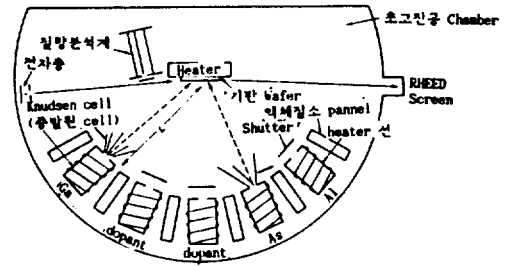 초고진공 Chamber
질량분석계
전자총
Heater
RHEED
Screen
기판 Wafer
Knudsen cell
(증발원 cell)
액체질소 pannel
Shutter
heater 선
Ga
dopant
dopant
As
Al